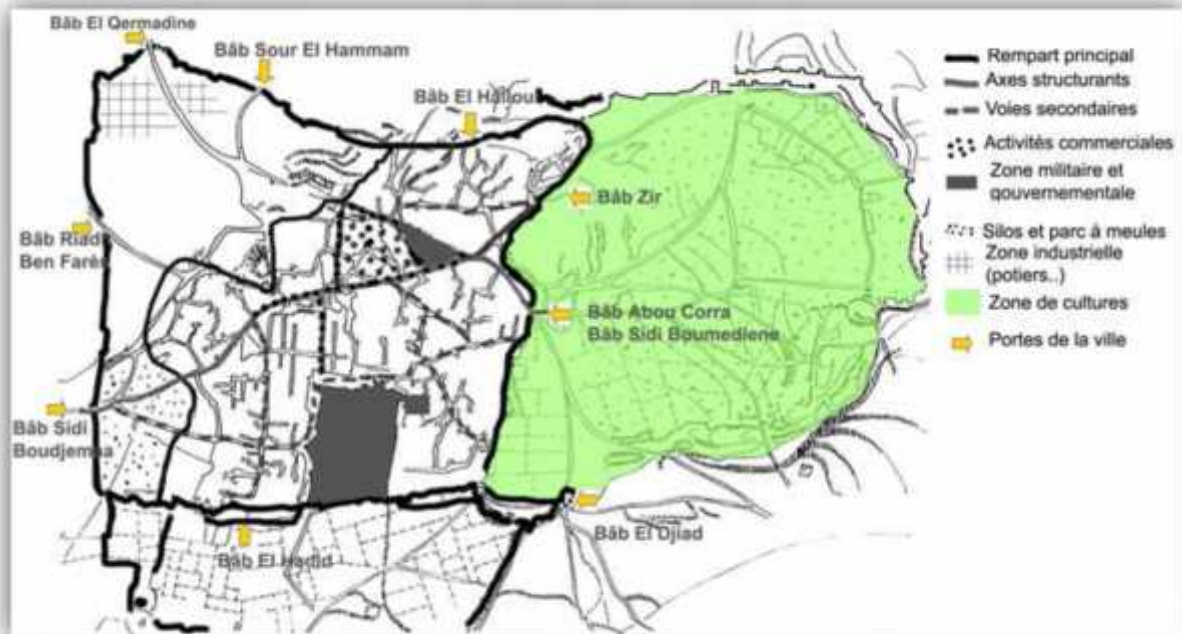 Bâb El Qermadine
Bâb Sour El Hammam
Bâb El Hallou
Bâb Zir
Bâb Riadh
Ben Farès
Bâb Abou Corra
Bâb Sidi Boumediene
Bâb Sidi
Boudjemaa
Bâb El Hadid
Bâb El Djiad
Rempart principal
Axes structurants
Voies secondaires
Activités commerciales
Zone militaire et
gouvernementale
Silos et parc à meules
Zone industrielle
(potiers..)
Zone de cultures
Portes de la ville